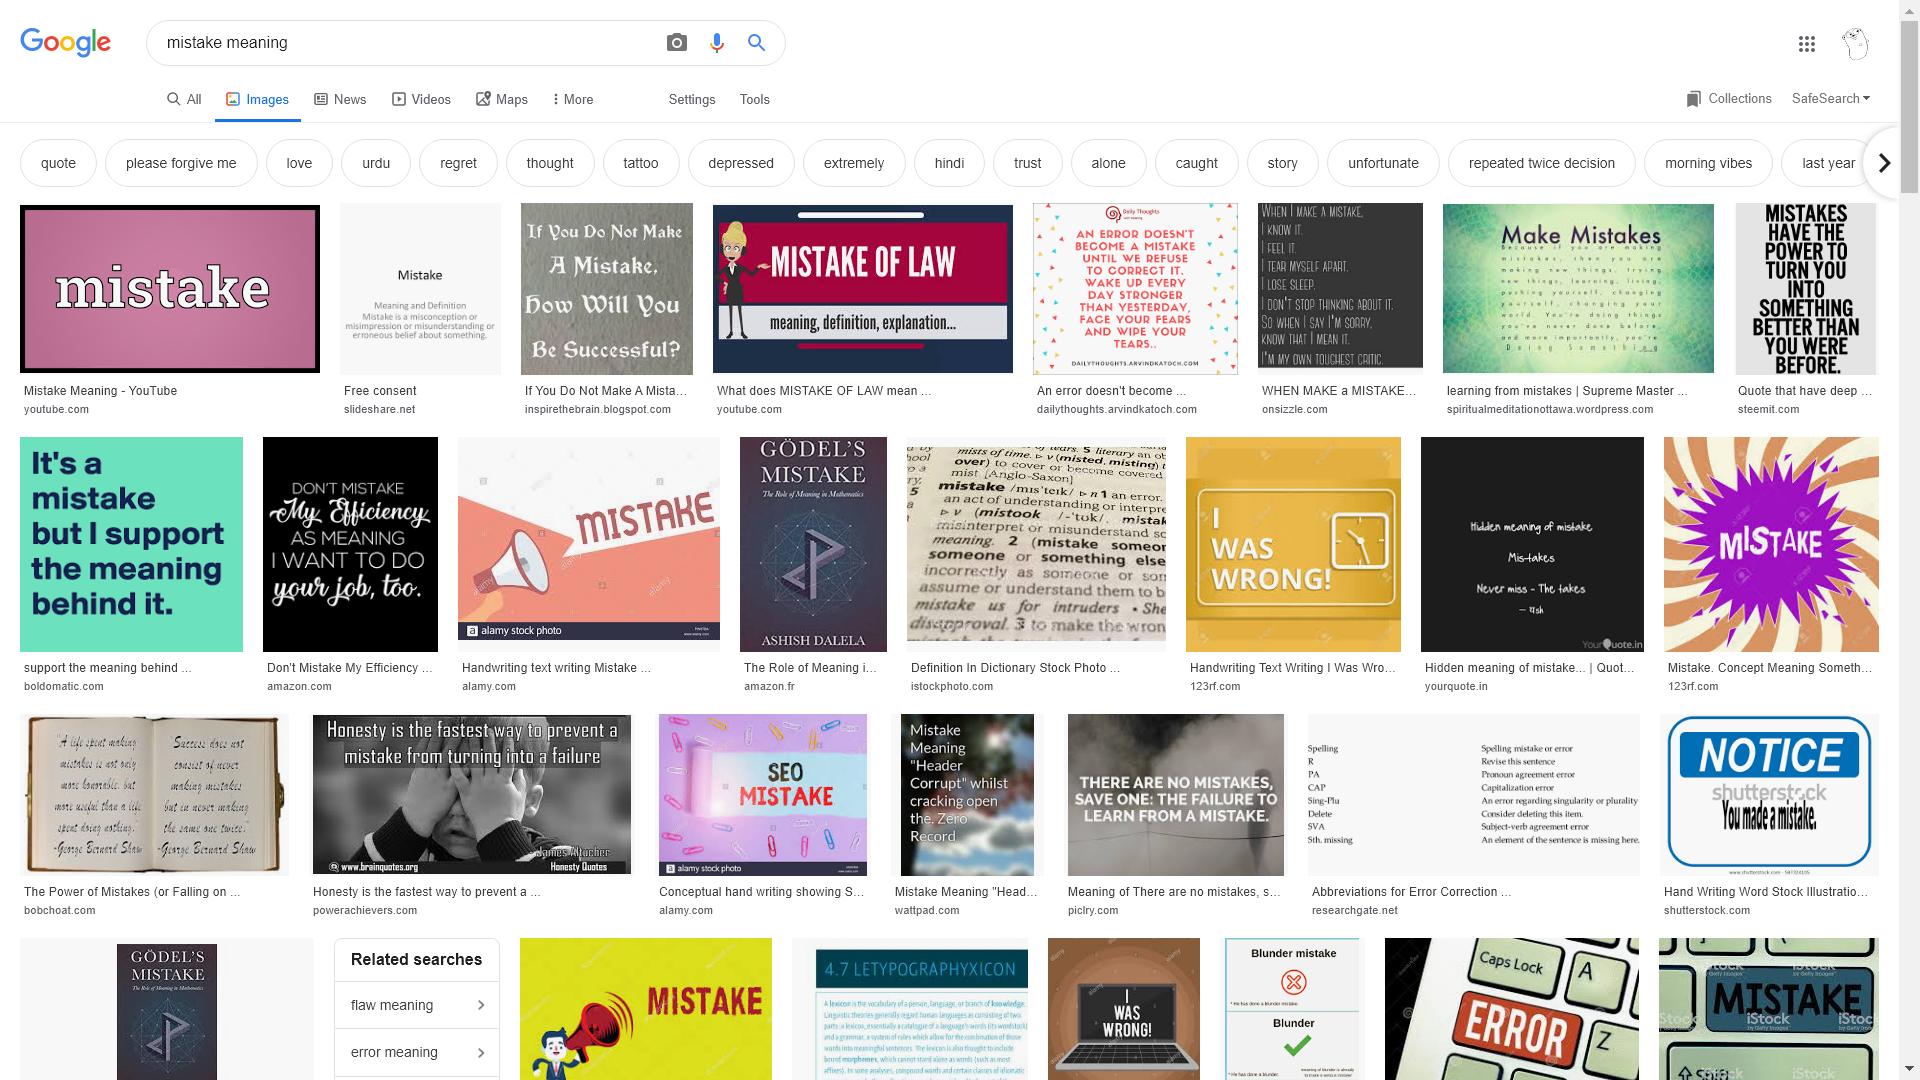 Google
mistake meaning
All
Images
News
Videos
Maps
More
Settings
Tools
Collections
SafeSearch
quote
please forgive me
love
urdu
regret
thought
tattoo
depressed
extremely
hindi
trust
alone
caught
story
unfortunate
repeated twice decision
morning vibes
last year
mistake
Mistake Meaning - YouTube
youtube.com
Mistake
Meaning and Definition
Mistake is a misconception or
misimpression or misunderstanding or
erroneous belief about something.
Free consent
slideshare.net
If You Do Not Make
A Mistake,
How Will You
Be Successful?
If You Do Not Make A Mista...
inspirethebrain.blogspot.com
MISTAKE OF LAW
meaning, definition, explanation...
What does MISTAKE OF LAW mean ...
youtube.com
Daily Thoughts
AN ERROR DOESN'T
BECOME A MISTAKE
UNTIL WE REFUSE
TO CORRECT IT.
WAKE UP EVERY
DAY STRONGER
THAN YESTERDAY,
FACE YOUR FEARS
AND WIPE YOUR
TEARS..
DAILYTHOUGHTS.ARVINDKATOCH.COM
An error doesn't become ...
dailythoughts.arvindkatoch.com
WHEN I MAKE A MISTAKE,
I KNOW IT.
I FEEL IT.
I TEAR MYSELF APART.
I LOSE SLEEP.
I DON'T STOP THINKING ABOUT IT.
SO WHEN I SAY I'M SORRY,
KNOW THAT I MEAN IT.
I'M MY OWN TOUGHEST CRITIC.
WHEN MAKE a MISTAKE...
onsizzle.com
Make Mistakes
Because if you are making
mistakes, then you are
making new things, trying
new things, learning, living,
pushing yourself, changing
yourself, changing your
world. You're doing things
you've never done before,
and more importantly, you're
Doing Something
learning from mistakes | Supreme Master ...
spiritualmeditationottawa.wordpress.com
MISTAKES
HAVE THE
POWER TO
TURN YOU
INTO
SOMETHING
BETTER THAN
YOU WERE
BEFORE.
Quote that have deep ...
steemit.com
It's a
mistake
but I support
the meaning
behind it.
support the meaning behind ...
boldomatic.com
DON'T MISTAKE
My Efficiency
AS MEANING
I WANT TO DO
your job, too.
Don't Mistake My Efficiency ...
amazon.com
MISTAKE
alamy stock photo
Handwriting text writing Mistake ...
alamy.com
GÖDEL'S
MISTAKE
The Role of Meaning in Mathematics
ASHISH DALELA
The Role of Meaning i...
amazon.fr
mists of time. ▹ v (misted, misting)
over) to cover or become covered
mist [Anglo-Saxon]
mistake /mɪs'teɪk/ ▹ n 1 an error.
an act of understanding or interpre
▹ v (mistook /-'tʊk/, mistak
misinterpret or misunderstand so
meaning. 2 (mistake someon
someone or something else
incorrectly as someone or som
assume or understand them to b
mistake us for intruders • She
disapproval. 3 to make the wron
Definition In Dictionary Stock Photo ...
istockphoto.com
I
WAS
WRONG!
Handwriting Text Writing I Was Wro...
123rf.com
Hidden meaning of mistake
Mis-takes
Never miss - The takes
YourQuote.in
Hidden meaning of mistake... | Quot...
yourquote.in
MISTAKE
Mistake. Concept Meaning Someth...
123rf.com
"A life spent making
mistakes is not only
more honorable, but
more useful than a life
spent doing nothing."
-George Bernard Shaw
"Success does not
consist of never
making mistakes
but in never making
the same one twice."
-George Bernard Shaw
The Power of Mistakes (or Falling on ...
bobchoat.com
Honesty is the fastest way to prevent a
mistake from turning into a failure
James Altucher
www.brainquotes.org
Honesty Quotes
Honesty is the fastest way to prevent a ...
powerachievers.com
SEO
MISTAKE
alamy stock photo
Conceptual hand writing showing S...
alamy.com
Mistake
Meaning
"Header
Corrupt" whilst
cracking open
the. Zero
Record
Mistake Meaning "Head...
wattpad.com
THERE ARE NO MISTAKES,
SAVE ONE: THE FAILURE TO
LEARN FROM A MISTAKE.
Meaning of There are no mistakes, s...
piclry.com
Spelling Spelling mistake or error
R Revise this sentence
PA Pronoun agreement error
CAP Capitalization error
Sing-Plu An error regarding singularity or plurality
Delete Consider deleting this item.
SVA Subject-verb agreement error
Sth. missing An element of the sentence is missing here.
Abbreviations for Error Correction ...
researchgate.net
NOTICE
shutterstock
You made a mistake.
Hand Writing Word Stock Illustratio...
shutterstock.com
GÖDEL'S
MISTAKE
The Role of Meaning in Mathematics
Related searches
flaw meaning
error meaning
MISTAKE
4.7 LETYPOGRAPHYXICON
I
WAS
WRONG!
Blunder mistake
* He has done a blunder mistake.
Blunder
* He has done a blunder.
Caps Lock
A
ERROR
Z
iStock
MISTAKE
iStock